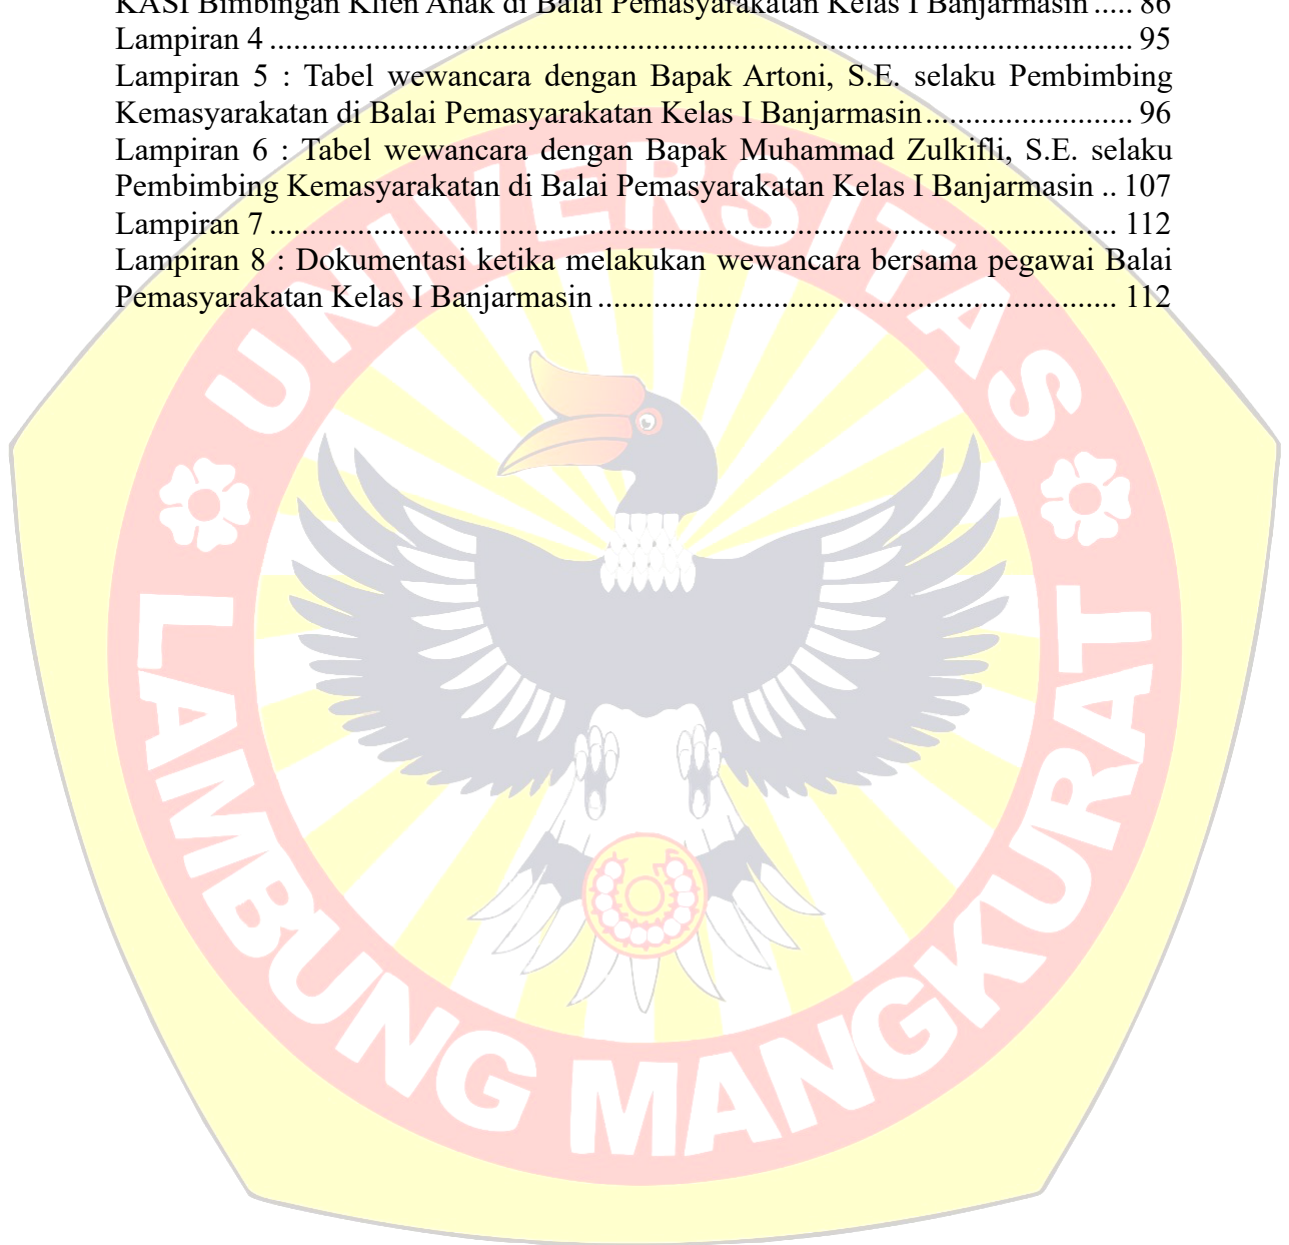 KASI Bimbingan Klien Anak di Balai Pemasyarakatan Kelas I Banjarmasin ..... 86
Lampiran 4 ............................................................................................................ 95
Lampiran 5 : Tabel wewancara dengan Bapak Artoni, S.E. selaku Pembimbing
Kemasyarakatan di Balai Pemasyarakatan Kelas I Banjarmasin.......................... 96
Lampiran 6 : Tabel wewancara dengan Bapak Muhammad Zulkifli, S.E. selaku
Pembimbing Kemasyarakatan di Balai Pemasyarakatan Kelas I Banjarmasin .. 107
Lampiran 7 .......................................................................................................... 112
Lampiran 8 : Dokumentasi ketika melakukan wewancara bersama pegawai Balai
Pemasyarakatan Kelas I Banjarmasin ................................................................. 112
UNIVERSITAS
LAMBUNG MANGKURAT